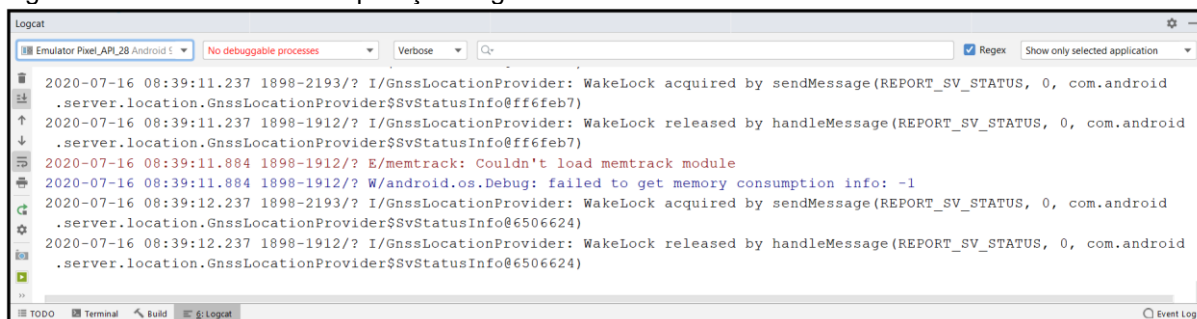 Logcat
Emulator Pixel_API_28 Android No debuggable processes Verbose Regex Show only selected application
2020-07-16 08:39:11.237 1898-2193/? I/GnssLocationProvider: WakeLock acquired by sendMessage(REPORT_SV_STATUS, 0, com.android
.server.location.GnssLocationProvider$SvStatusInfo@ff6feb7)
2020-07-16 08:39:11.237 1898-1912/? I/GnssLocationProvider: WakeLock released by handleMessage(REPORT_SV_STATUS, 0, com.android
.server.location.GnssLocationProvider$SvStatusInfo@ff6feb7)
2020-07-16 08:39:11.884 1898-1912/? E/memtrack: Couldn't load memtrack module
2020-07-16 08:39:11.884 1898-1912/? W/android.os.Debug: failed to get memory consumption info: -1
2020-07-16 08:39:12.237 1898-2193/? I/GnssLocationProvider: WakeLock acquired by sendMessage(REPORT_SV_STATUS, 0, com.android
.server.location.GnssLocationProvider$SvStatusInfo@6506624)
2020-07-16 08:39:12.237 1898-1912/? I/GnssLocationProvider: WakeLock released by handleMessage(REPORT_SV_STATUS, 0, com.android
.server.location.GnssLocationProvider$SvStatusInfo@6506624)
TODO Terminal Build 6: Logcat Event Log